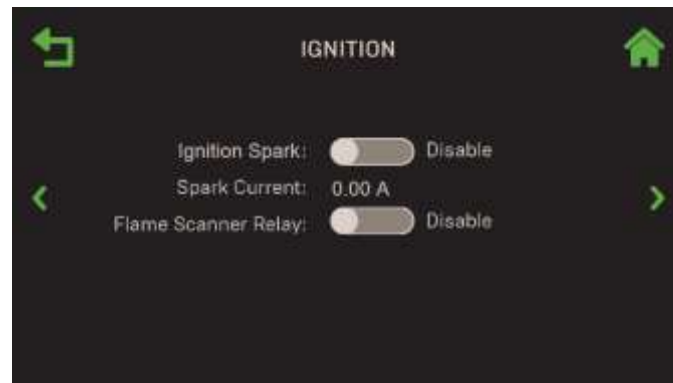 IGNITION
Ignition Spark: Disable
Spark Current: 0.00 A
Flame Scanner Relay: Disable